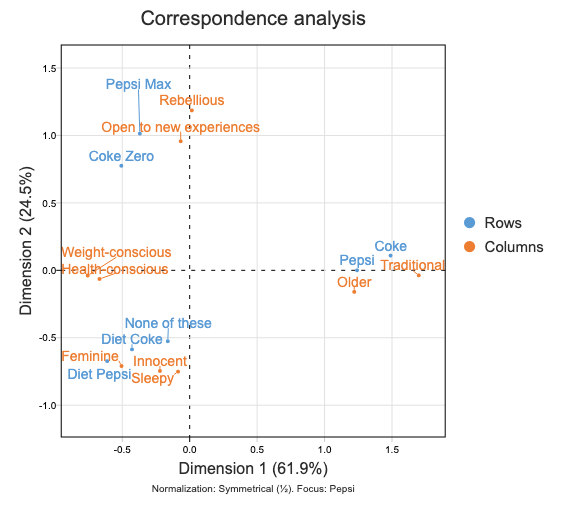 Correspondence analysis
Dimension 2 (24.5%)
1.5
1.0
0.5
0.0
-0.5
-1.0
Pepsi Max
Rebellious
Open to new experiences
Coke Zero
Weight-conscious
Health-conscious
Coke
Pepsi
Traditional
Older
None of these
Diet Coke
Feminine
Innocent
Diet Pepsi
Sleepy
Rows
Columns
-0.5 0.0 0.5 1.0 1.5
Dimension 1 (61.9%)
Normalization: Symmetrical (½). Focus: Pepsi